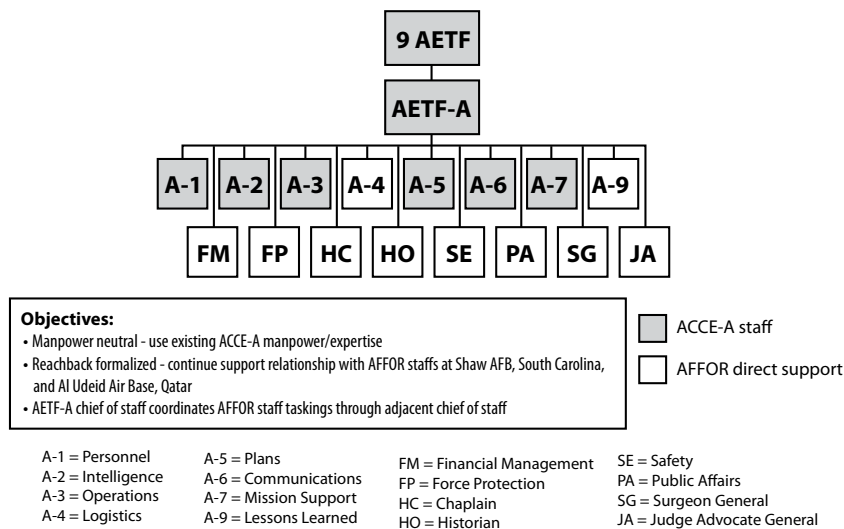 9 AETF
AETF-A
A-1 A-2 A-3 A-4 A-5 A-6 A-7 A-9
FM FP HC HO SE PA SG JA
Objectives:
• Manpower neutral - use existing ACCE-A manpower/expertise
• Reachback formalized - continue support relationship with AFFOR staffs at Shaw AFB, South Carolina,
and Al Udeid Air Base, Qatar
• AETF-A chief of staff coordinates AFFOR staff taskings through adjacent chief of staff
ACCE-A staff
AFFOR direct support
A-1 = Personnel
A-2 = Intelligence
A-3 = Operations
A-4 = Logistics
A-5 = Plans
A-6 = Communications
A-7 = Mission Support
A-9 = Lessons Learned
FM = Financial Management
FP = Force Protection
HC = Chaplain
HO = Historian
SE = Safety
PA = Public Affairs
SG = Surgeon General
JA = Judge Advocate General